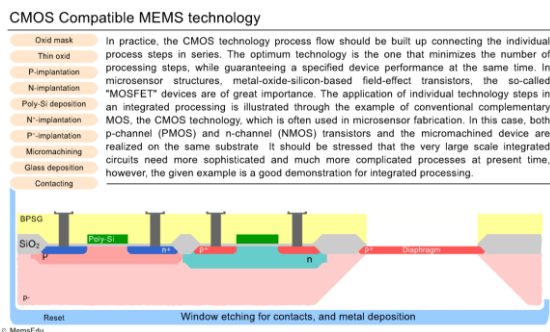 CMOS Compatible MEMS technology
Oxid mask
Thin oxid
P-implantation
N-implantation
Poly-Si deposition
N⁺-implantation
P⁺-implantation
Micromachining
Glass deposition
Contacting
In practice, the CMOS technology process flow should be built up connecting the individual
process steps in series. The optimum technology is the one that minimizes the number of
processing steps, while guaranteeing a specified device performance at the same time. In
microsensor structures, metal-oxide-silicon-based field-effect transistors, the so-called
"MOSFET" devices are of great importance. The application of individual technology steps in
an integrated processing is illustrated through the example of conventional complementary
MOS, the CMOS technology, which is often used in microsensor fabrication. In this case, both
p-channel (PMOS) and n-channel (NMOS) transistors and the micromachined device are
realized on the same substrate It should be stressed that the very large scale integrated
circuits need more sophisticated and much more complicated processes at present time,
however, the given example is a good demonstration for integrated processing.
BPSG
SiO₂
Poly-Si
n+
p+
p+
Diaphragm
P
n
P-
Reset
Window etching for contacts, and metal deposition
© MemsEdu